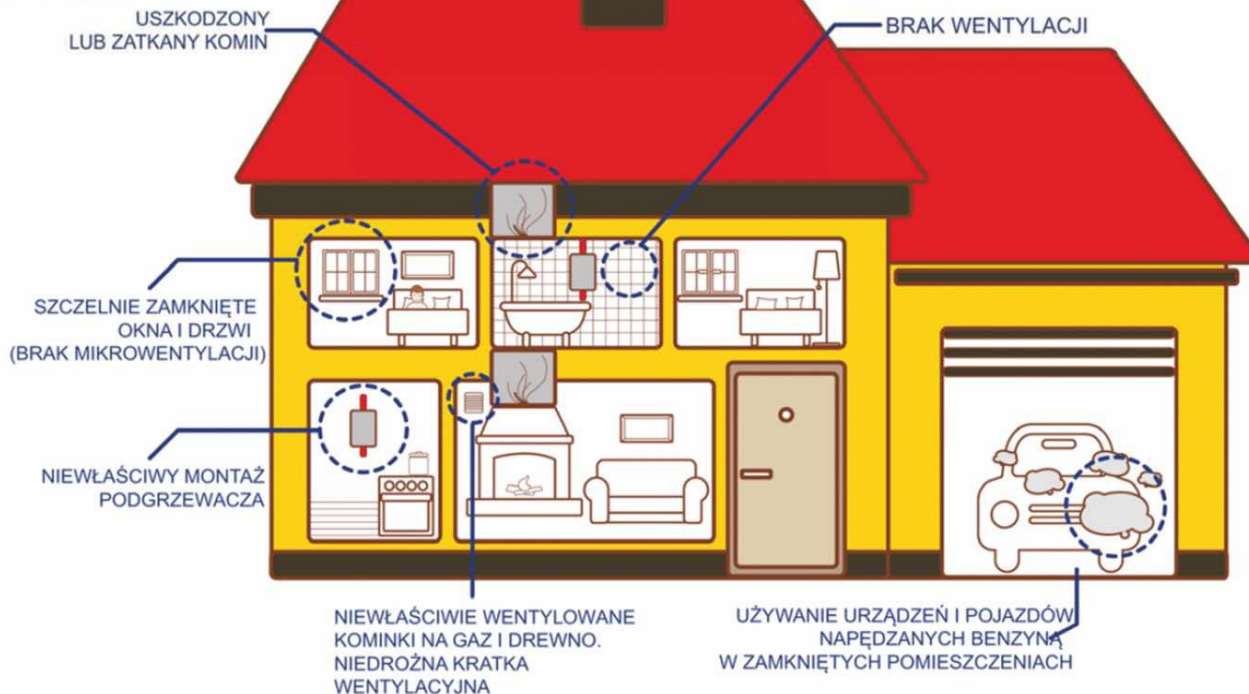 USZKODZONY
LUB ZATKANY KOMIN
BRAK WENTYLACJI
SZCZELNIE ZAMKNIĘTE
OKNA I DRZWI
(BRAK MIKROWENTYLACJI)
NIEWŁAŚCIWY MONTAŻ
PODGRZEWACZA
NIEWŁAŚCIWIE WENTYLOWANE
KOMINKI NA GAZ I DREWNO.
NIEDROŻNA KRATKA
WENTYLACYJNA
UŻYWANIE URZĄDZEŃ I POJAZDÓW
NAPĘDZANYCH BENZYNĄ
W ZAMKNIĘTYCH POMIESZCZENIACH